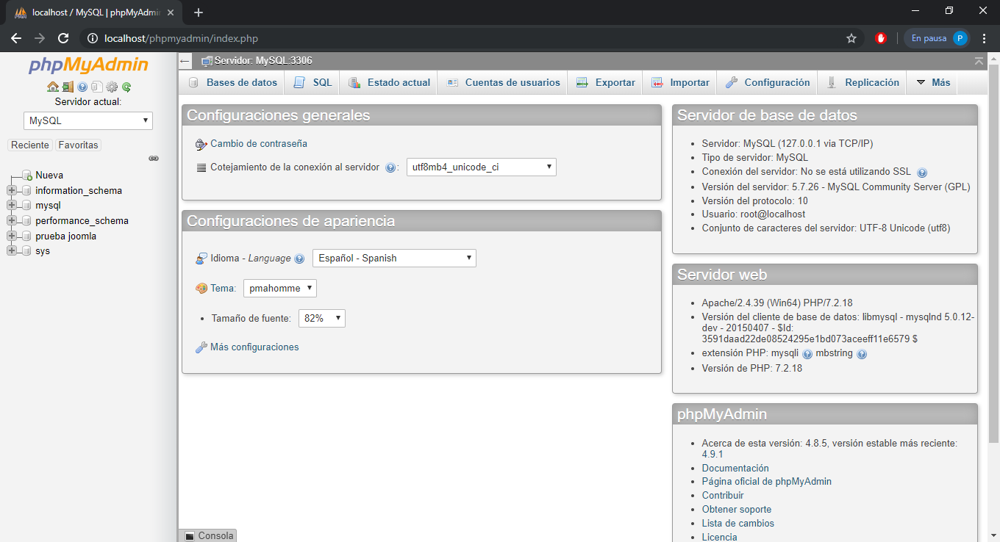 localhost / MySQL | phpMyAdmin
localhost/phpmyadmin/index.php
En pausa
P
phpMyAdmin
Servidor actual:
MySQL
Reciente
Favoritas
Nueva
information_schema
mysql
performance_schema
prueba joomla
sys
Servidor: MySQL:3306
Bases de datos
SQL
Estado actual
Cuentas de usuarios
Exportar
Importar
Configuración
Replicación
Más
Configuraciones generales
Cambio de contraseña
Cotejamiento de la conexión al servidor : utf8mb4_unicode_ci
Configuraciones de apariencia
Idioma - Language Español - Spanish
Tema: pmahomme
• Tamaño de fuente: 82%
Más configuraciones
Consola
Servidor de base de datos
• Servidor: MySQL (127.0.0.1 via TCP/IP)
• Tipo de servidor: MySQL
• Conexión del servidor: No se está utilizando SSL
• Versión del servidor: 5.7.26 - MySQL Community Server (GPL)
• Versión del protocolo: 10
• Usuario: root@localhost
• Conjunto de caracteres del servidor: UTF-8 Unicode (utf8)
Servidor web
• Apache/2.4.39 (Win64) PHP/7.2.18
• Versión del cliente de base de datos: libmysql - mysqlnd 5.0.12-
dev - 20150407 - $Id:
3591daad22de08524295e1bd073aceeff11e6579 $
• extensión PHP: mysqli mbstring
• Versión de PHP: 7.2.18
phpMyAdmin
• Acerca de esta versión: 4.8.5, versión estable más reciente:
4.9.1
• Documentación
• Página oficial de phpMyAdmin
• Contribuir
• Obtener soporte
• Lista de cambios
• Licencia